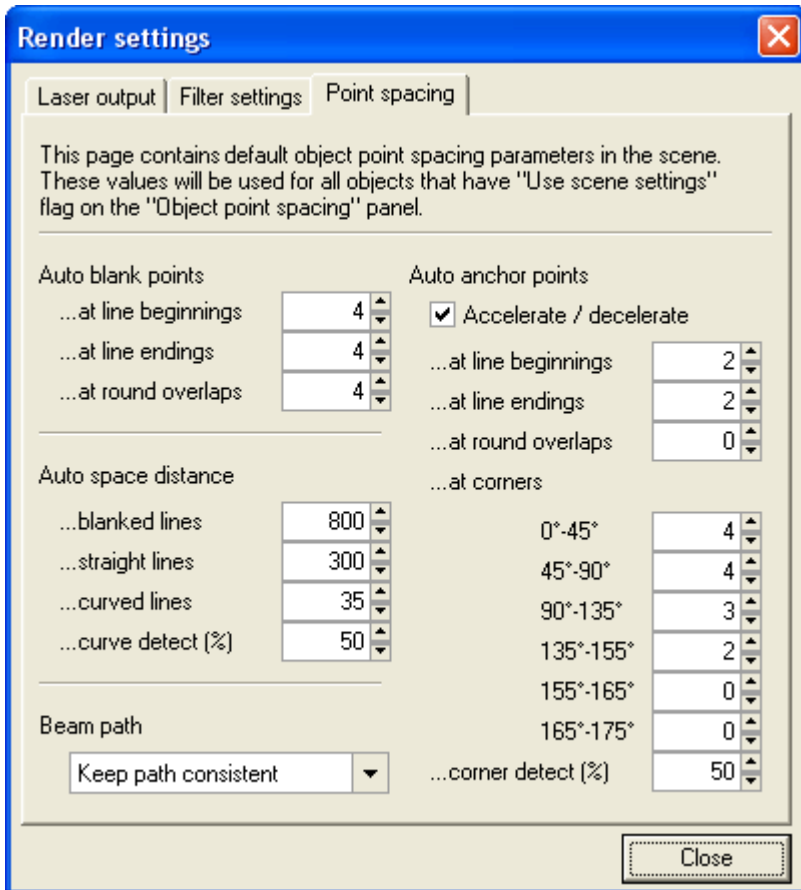 Render settings
Laser output
Filter settings
Point spacing
This page contains default object point spacing parameters in the scene.
These values will be used for all objects that have "Use scene settings"
flag on the "Object point spacing" panel.
Auto blank points
...at line beginnings 4
...at line endings 4
...at round overlaps 4
Auto space distance
...blanked lines 800
...straight lines 300
...curved lines 35
...curve detect (%) 50
Beam path
Keep path consistent
Auto anchor points
Accelerate / decelerate
...at line beginnings 2
...at line endings 2
...at round overlaps 0
...at corners
0°-45° 4
45°-90° 4
90°-135° 3
135°-155° 2
155°-165° 0
165°-175° 0
...corner detect (%) 50
Close